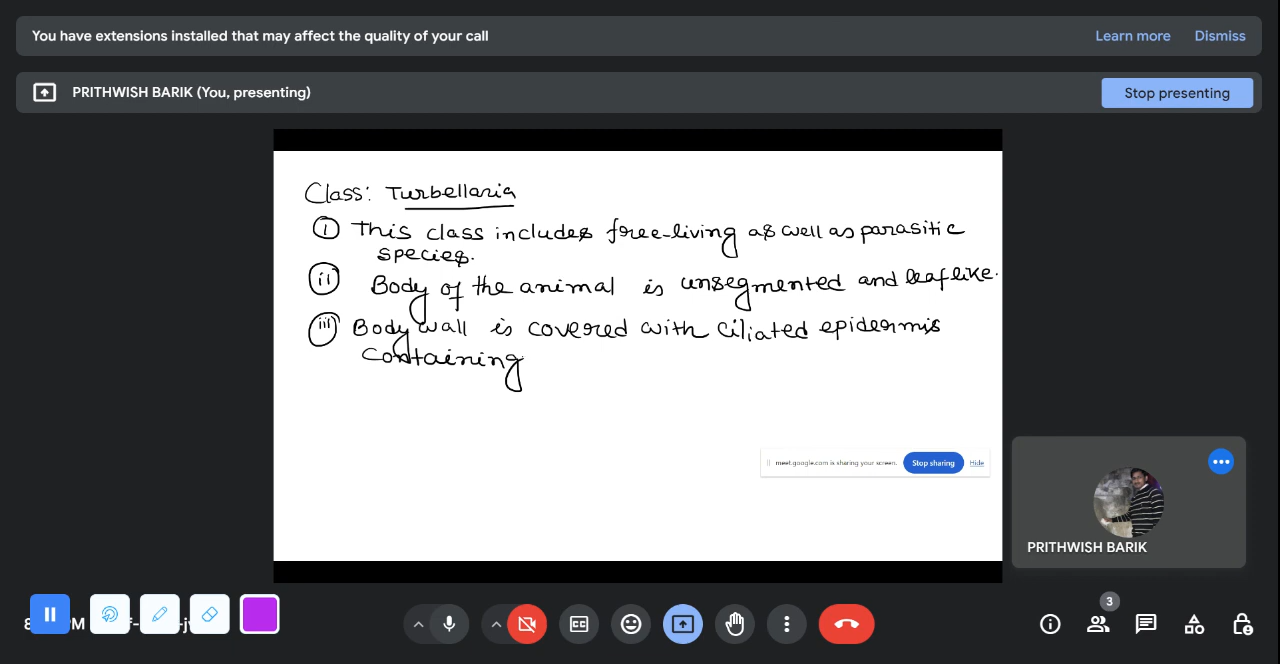 You have extensions installed that may affect the quality of your call
Learn more
Dismiss
PRITHWISH BARIK (You, presenting)
Stop presenting
Class: Turbellaria
i This class includes free-living as well as parasitic
species.
ii Body of the animal is unsegmented and leaf like.
iii Body wall is covered with ciliated epidermis
containing
meet.google.com is sharing your screen.
Stop sharing
Hide
PRITHWISH BARIK
3
CC